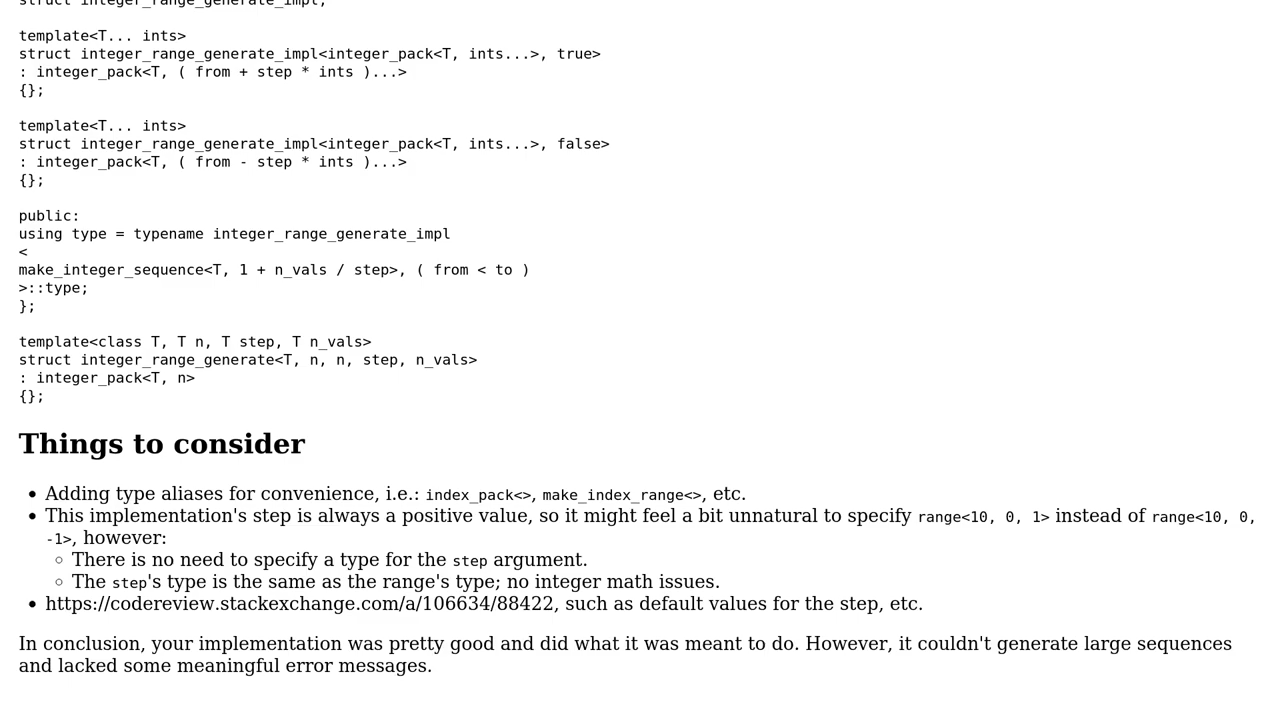 struct integer_range_generate_impl;
template<T... ints>
struct integer_range_generate_impl<integer_pack<T, ints...>, true>
: integer_pack<T, ( from + step * ints )...>
{};
template<T... ints>
struct integer_range_generate_impl<integer_pack<T, ints...>, false>
: integer_pack<T, ( from - step * ints )...>
{};
public:
using type = typename integer_range_generate_impl
<
make_integer_sequence<T, 1 + n_vals / step>, ( from < to )
>::type;
};
template<class T, T n, T step, T n_vals>
struct integer_range_generate<T, n, n, step, n_vals>
: integer_pack<T, n>
{};
Things to consider
• Adding type aliases for convenience, i.e.: index_pack<>, make_index_range<>, etc.
• This implementation's step is always a positive value, so it might feel a bit unnatural to specify range<10, 0, 1> instead of range<10, 0,
-1>, however:
◦ There is no need to specify a type for the step argument.
◦ The step's type is the same as the range's type; no integer math issues.
• https://codereview.stackexchange.com/a/106634/88422, such as default values for the step, etc.
In conclusion, your implementation was pretty good and did what it was meant to do. However, it couldn't generate large sequences
and lacked some meaningful error messages.